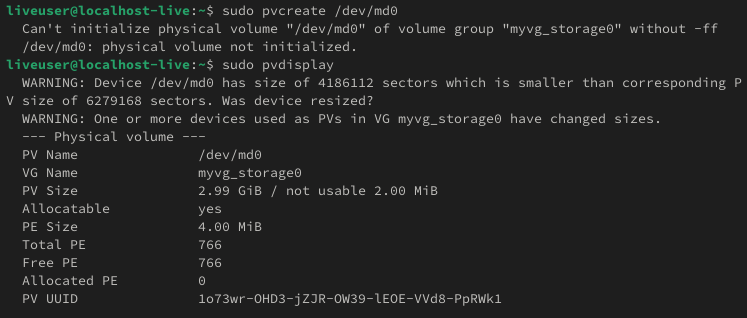 liveuser@localhost-live:~$ sudo pvcreate /dev/md0
  Can't initialize physical volume "/dev/md0" of volume group "myvg_storage0" without -ff
  /dev/md0: physical volume not initialized.
liveuser@localhost-live:~$ sudo pvdisplay
  WARNING: Device /dev/md0 has size of 4186112 sectors which is smaller than corresponding P
V size of 6279168 sectors. Was device resized?
  WARNING: One or more devices used as PVs in VG myvg_storage0 have changed sizes.
  --- Physical volume ---
  PV Name               /dev/md0
  VG Name               myvg_storage0
  PV Size               2.99 GiB / not usable 2.00 MiB
  Allocatable           yes
  PE Size               4.00 MiB
  Total PE              766
  Free PE               766
  Allocated PE          0
  PV UUID               1o73wr-OHD3-jZJR-OW39-lEOE-VVd8-PpRWk1